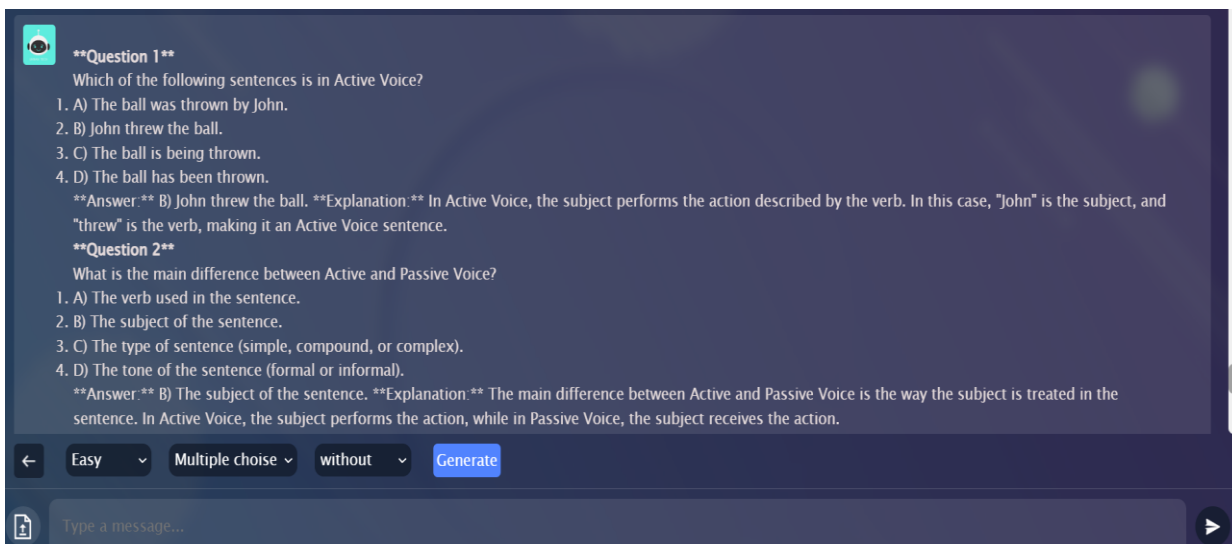 **Question 1**
Which of the following sentences is in Active Voice?
1. A) The ball was thrown by John.
2. B) John threw the ball.
3. C) The ball is being thrown.
4. D) The ball has been thrown.
**Answer:** B) John threw the ball. **Explanation:** In Active Voice, the subject performs the action described by the verb. In this case, "John" is the subject, and
"threw" is the verb, making it an Active Voice sentence.
**Question 2**
What is the main difference between Active and Passive Voice?
1. A) The verb used in the sentence.
2. B) The subject of the sentence.
3. C) The type of sentence (simple, compound, or complex).
4. D) The tone of the sentence (formal or informal).
**Answer:** B) The subject of the sentence. **Explanation:** The main difference between Active and Passive Voice is the way the subject is treated in the
sentence. In Active Voice, the subject performs the action, while in Passive Voice, the subject receives the action.
Easy Multiple choise without Generate
Type a message...